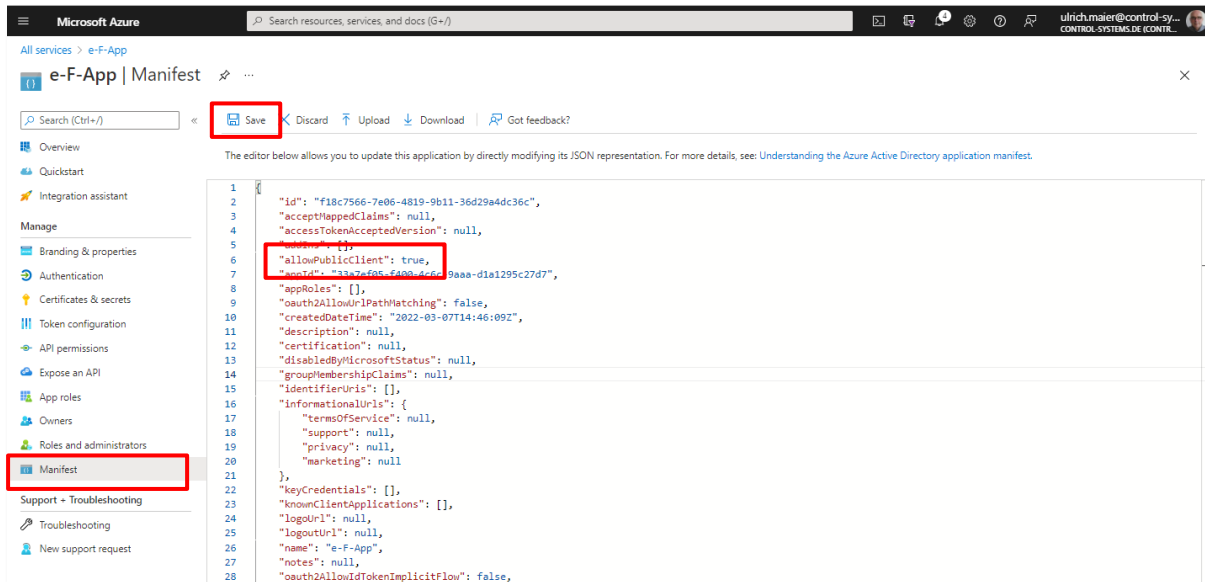 Microsoft Azure
Search resources, services, and docs (G+/)
4
ulrich.maier@control-sy...
CONTROL-SYSTEMS.DE (CONTR...
All services > e-F-App
e-F-App | Manifest
Search (Ctrl+/)
Save
Discard
Upload
Download
Got feedback?
Overview
Quickstart
Integration assistant
Manage
Branding & properties
Authentication
Certificates & secrets
Token configuration
API permissions
Expose an API
App roles
Owners
Roles and administrators
Manifest
Support + Troubleshooting
Troubleshooting
New support request
The editor below allows you to update this application by directly modifying its JSON representation. For more details, see: Understanding the Azure Active Directory application manifest.
1 {
2 "id": "f18c7566-7e06-4819-9b11-36d29a4dc36c",
3 "acceptMappedClaims": null,
4 "accessTokenAcceptedVersion": null,
5 "addIns": [],
6 "allowPublicClient": true,
7 "appId": "33a7ef05-f400-4c6c-9aaa-d1a1295c27d7",
8 "appRoles": [],
9 "oauth2AllowUrlPathMatching": false,
10 "createdDateTime": "2022-03-07T14:46:09Z",
11 "description": null,
12 "certification": null,
13 "disabledByMicrosoftStatus": null,
14 "groupMembershipClaims": null,
15 "identifierUris": [],
16 "informationalUrls": {
17 "termsOfService": null,
18 "support": null,
19 "privacy": null,
20 "marketing": null
21 },
22 "keyCredentials": [],
23 "knownClientApplications": [],
24 "logoUrl": null,
25 "logoutUrl": null,
26 "name": "e-F-App",
27 "notes": null,
28 "oauth2AllowIdTokenImplicitFlow": false,